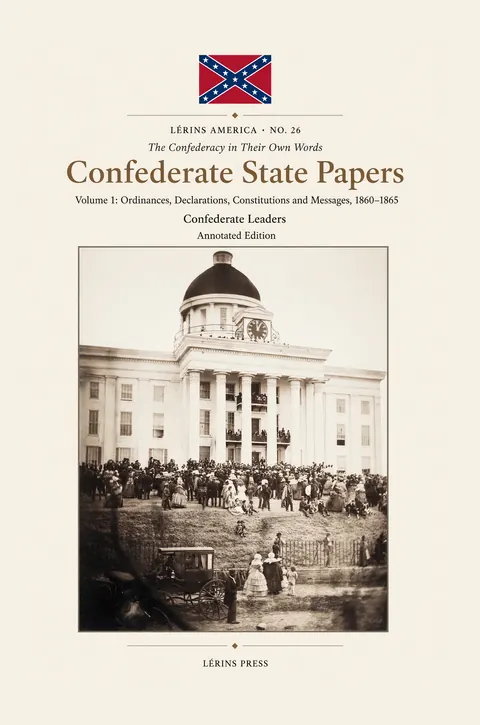 LÉRINS AMERICA · NO. 26
The Confederacy in Their Own Words
Confederate State Papers
Volume 1: Ordinances, Declarations, Constitutions and Messages, 1860–1865
Confederate Leaders
Annotated Edition
LÉRINS PRESS